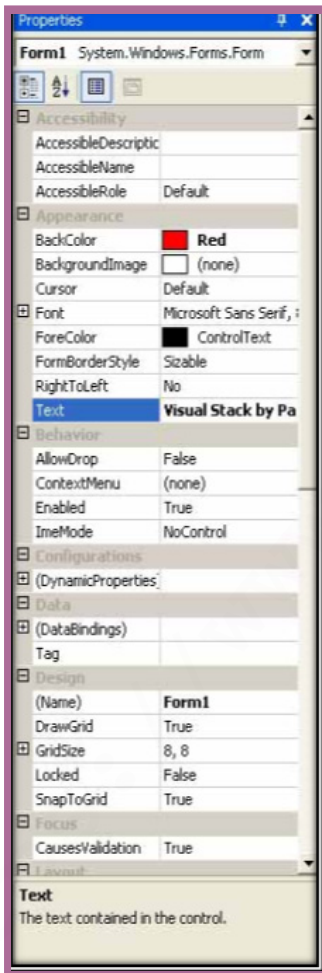 Properties
Form1 System.Windows.Forms.Form
Accessibility
AccessibleDescriptic
AccessibleName
AccessibleRole Default
Appearance
BackColor Red
BackgroundImage (none)
Cursor Default
Font Microsoft Sans Serif,
ForeColor ControlText
FormBorderStyle Sizable
RightToLeft No
Text Visual Stack by Pa
Behavior
AllowDrop False
ContextMenu (none)
Enabled True
ImeMode NoControl
Configurations
(DynamicProperties)
Data
(DataBindings)
Tag
Design
(Name) Form1
DrawGrid True
GridSize 8, 8
Locked False
SnapToGrid True
Focus
CausesValidation True
Layout
Text
The text contained in the control.